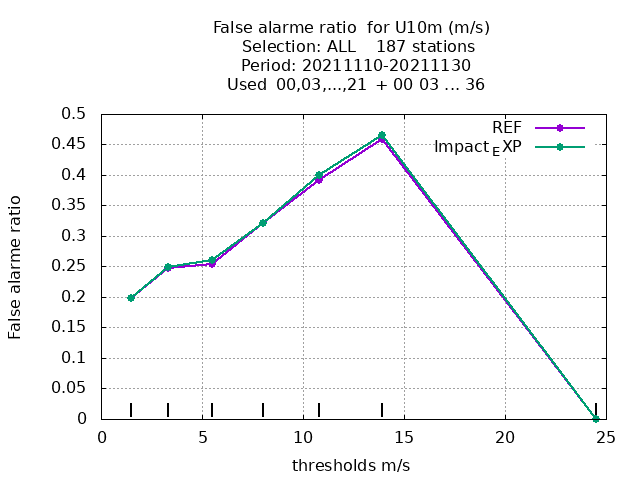 False alarme ratio  for U10m (m/s)
Selection: ALL    187 stations
Period: 20211110-20211130
Used  00,03,...,21  + 00 03 ... 36
REF
Impact_EXP
False alarme ratio
0.5
0.45
0.4
0.35
0.3
0.25
0.2
0.15
0.1
0.05
0
0 5 10 15 20 25
thresholds m/s